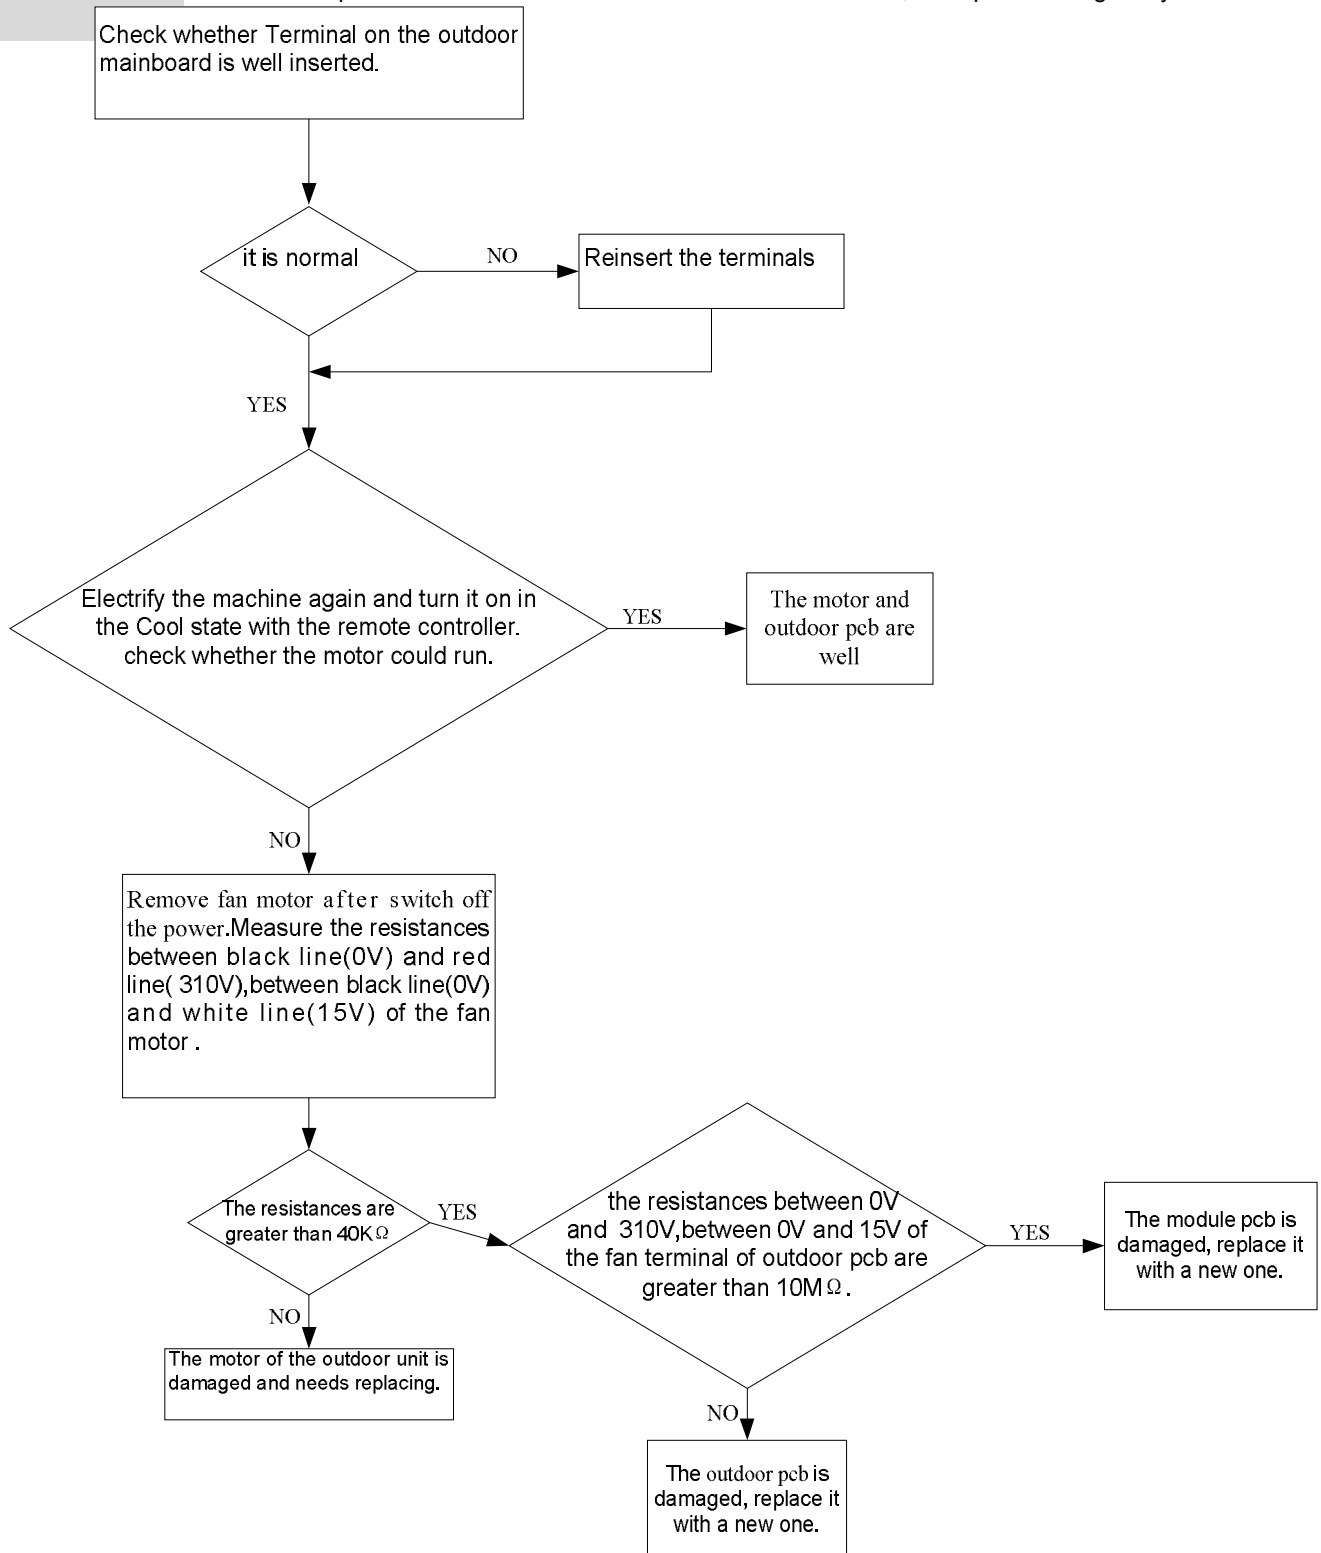 Check whether Terminal on the outdoor
mainboard is well inserted.
it is normal
NO
Reinsert the terminals
YES
Electrify the machine again and turn it on in
the Cool state with the remote controller.
check whether the motor could run.
YES
The motor and
outdoor pcb are
well
NO
Remove fan motor after switch off
the power.Measure the resistances
between black line(0V) and red
line( 310V),between black line(0V)
and white line(15V) of the fan
motor .
The resistances are
greater than 40KΩ
YES
the resistances between 0V
and 310V,between 0V and 15V of
the fan terminal of outdoor pcb are
greater than 10MΩ.
YES
The module pcb is
damaged, replace it
with a new one.
NO
The motor of the outdoor unit is
damaged and needs replacing.
NO
The outdoor pcb is
damaged, replace it
with a new one.